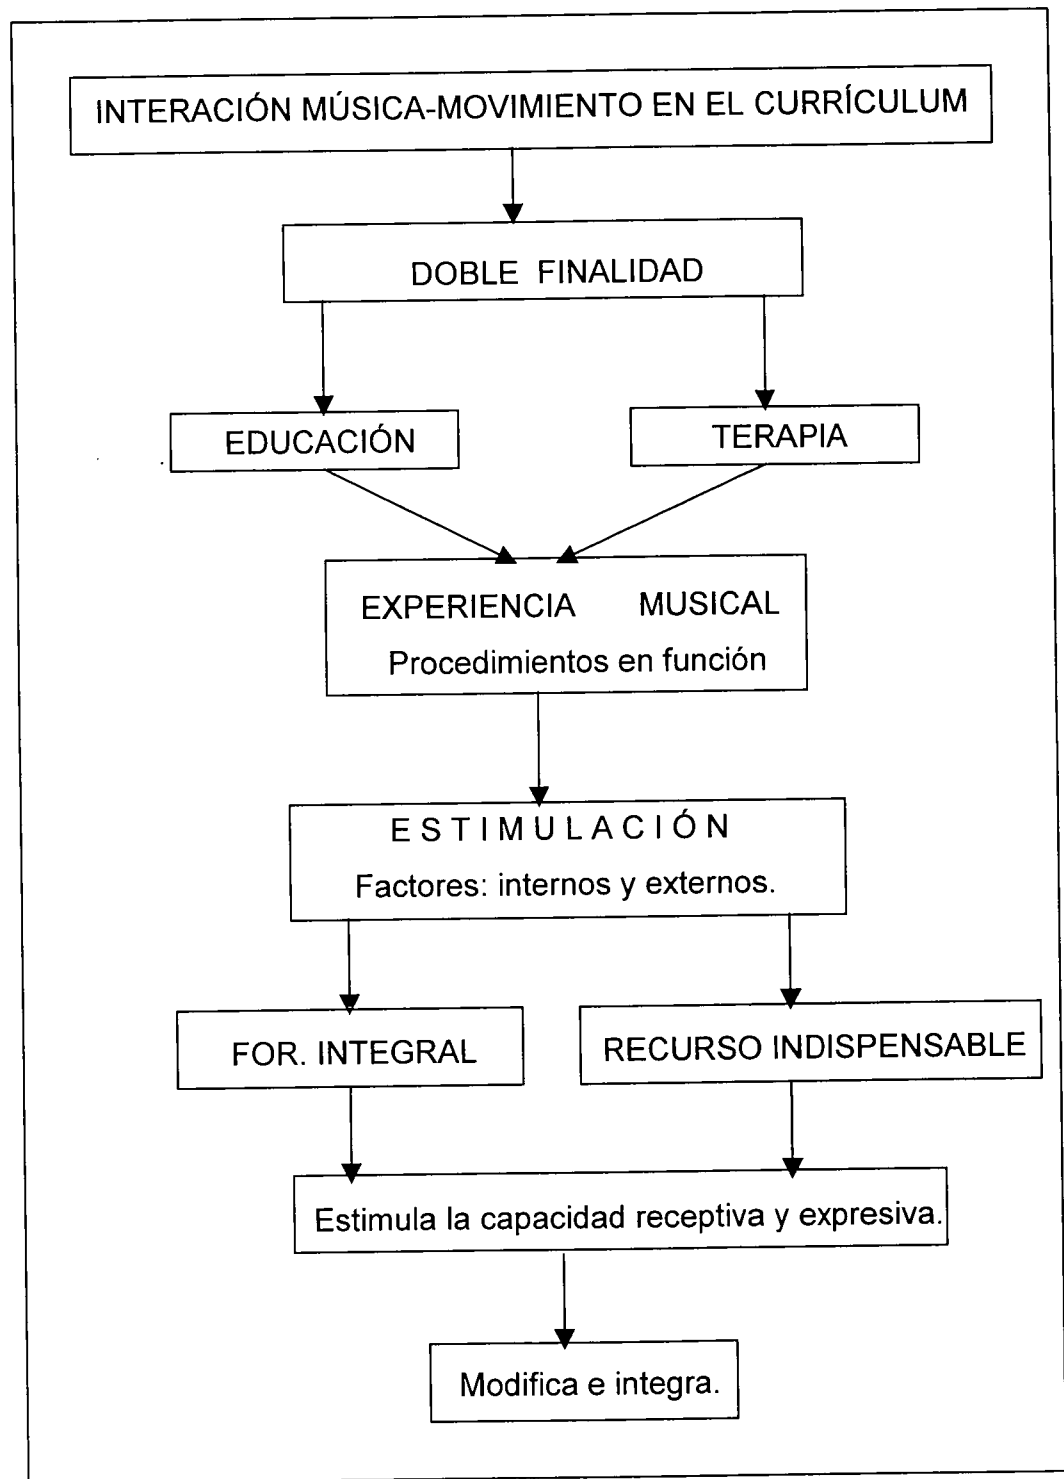 INTERACIÓN MÚSICA-MOVIMIENTO EN EL CURRÍCULUM
DOBLE FINALIDAD
EDUCACIÓN
TERAPIA
EXPERIENCIA MUSICAL
Procedimientos en función
E S T I M U L A C I Ó N
Factores: internos y externos.
FOR. INTEGRAL
RECURSO INDISPENSABLE
Estimula la capacidad receptiva y expresiva.
Modifica e integra.